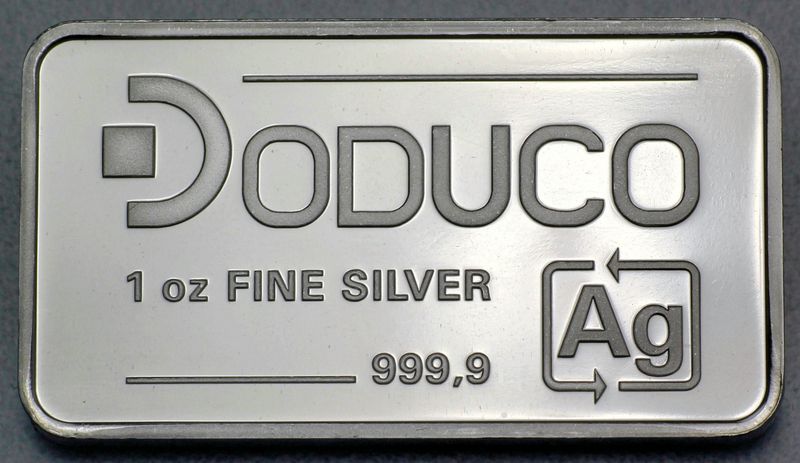 DODUCO
1 oz FINE SILVER
Ag
999,9